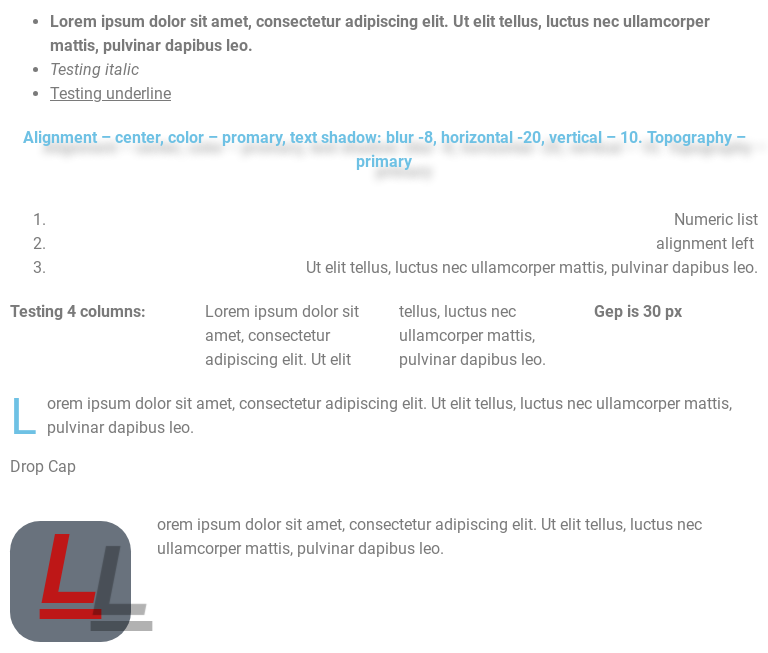 • Lorem ipsum dolor sit amet, consectetur adipiscing elit. Ut elit tellus, luctus nec ullamcorper
mattis, pulvinar dapibus leo.
• Testing italic
• Testing underline
Alignment – center, color – promary, text shadow: blur -8, horizontal -20, vertical – 10. Topography –
primary
1. Numeric list
2. alignment left
3. Ut elit tellus, luctus nec ullamcorper mattis, pulvinar dapibus leo.
Testing 4 columns:
Lorem ipsum dolor sit
amet, consectetur
adipiscing elit. Ut elit
tellus, luctus nec
ullamcorper mattis,
pulvinar dapibus leo.
Gep is 30 px
Lorem ipsum dolor sit amet, consectetur adipiscing elit. Ut elit tellus, luctus nec ullamcorper mattis,
pulvinar dapibus leo.
Drop Cap
Lorem ipsum dolor sit amet, consectetur adipiscing elit. Ut elit tellus, luctus nec
ullamcorper mattis, pulvinar dapibus leo.